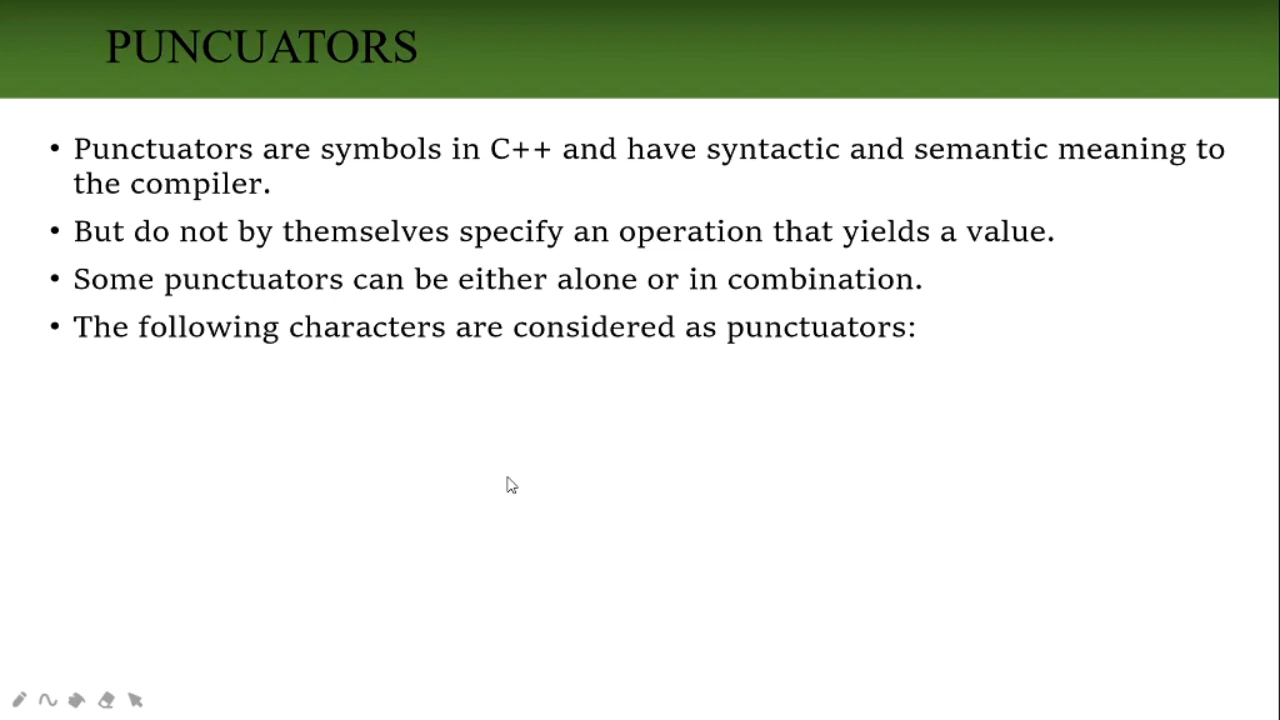 PUNCUATORS
• Punctuators are symbols in C++ and have syntactic and semantic meaning to
the compiler.
• But do not by themselves specify an operation that yields a value.
• Some punctuators can be either alone or in combination.
• The following characters are considered as punctuators: